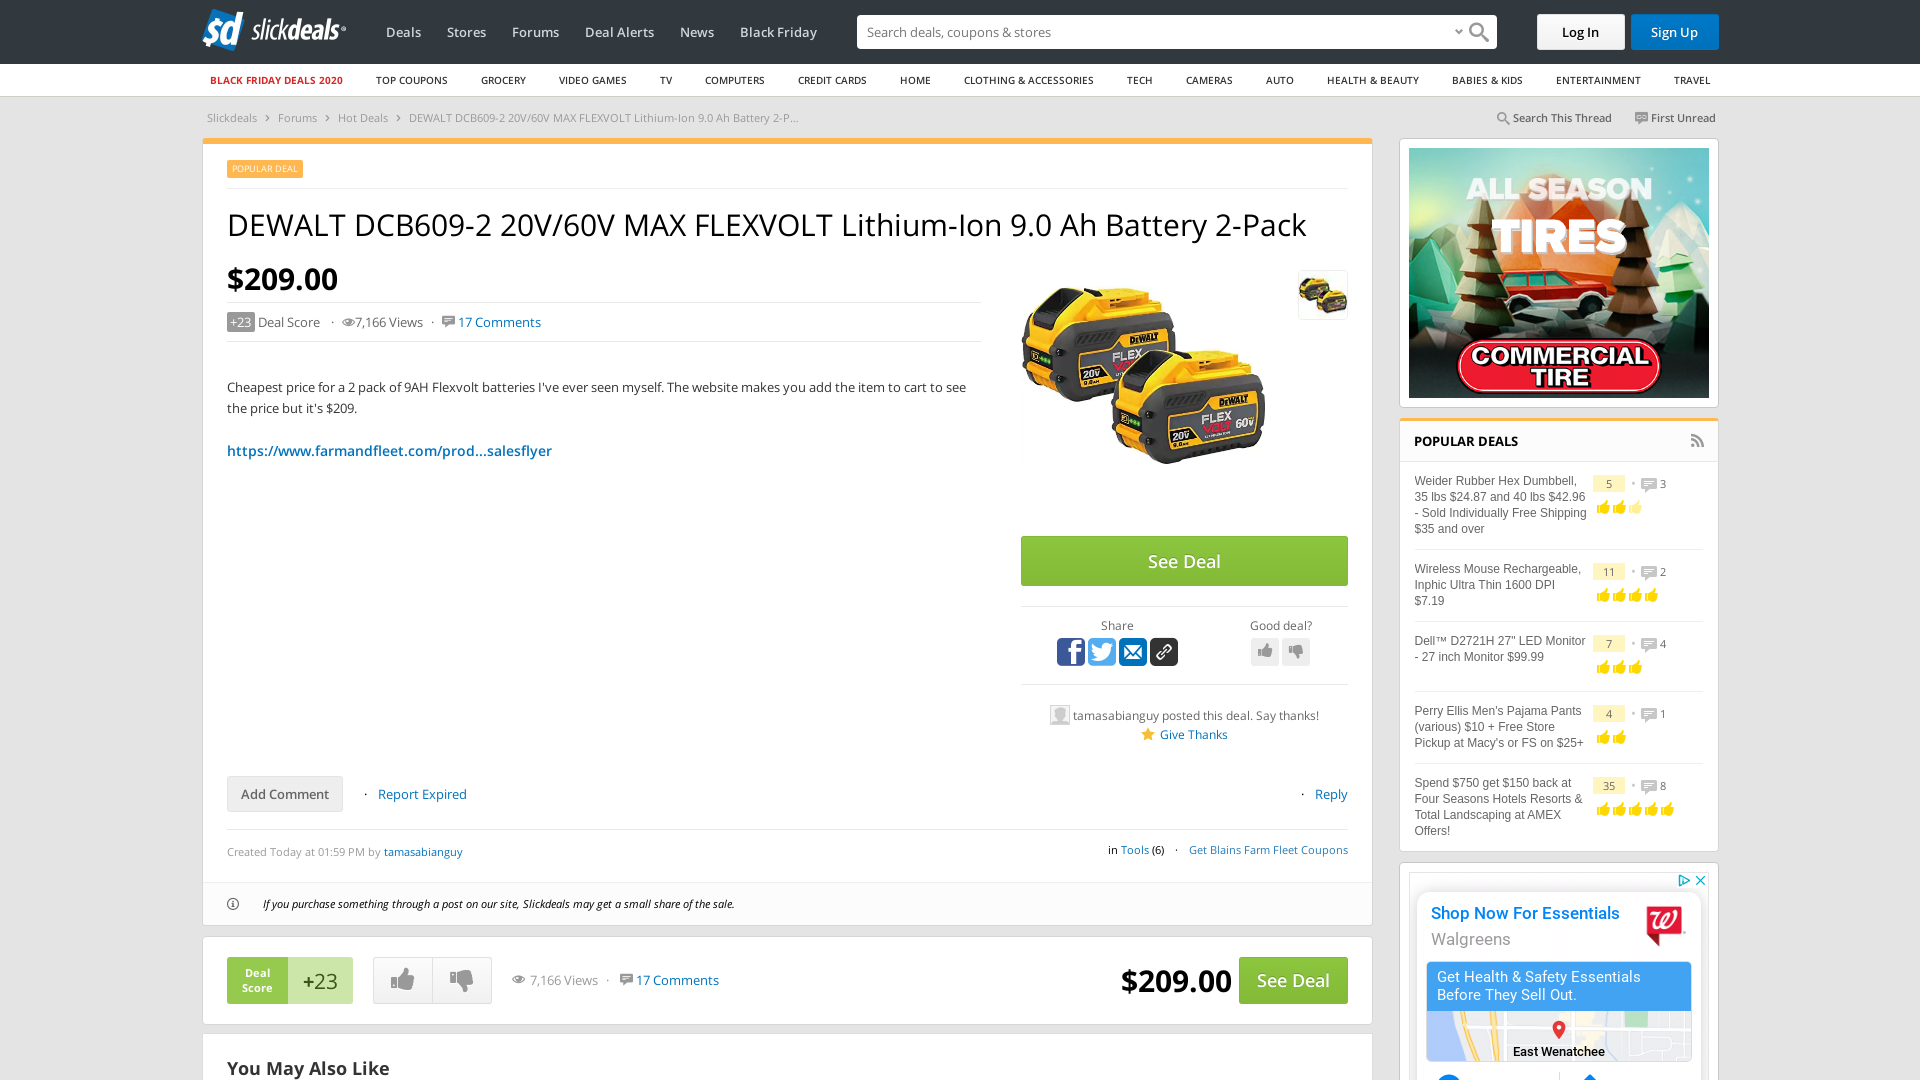 slickdeals
Deals
Stores
Forums
Deal Alerts
News
Black Friday
Search deals, coupons & stores
Log In
Sign Up
BLACK FRIDAY DEALS 2020
TOP COUPONS
GROCERY
VIDEO GAMES
TV
COMPUTERS
CREDIT CARDS
HOME
CLOTHING & ACCESSORIES
TECH
CAMERAS
AUTO
HEALTH & BEAUTY
BABIES & KIDS
ENTERTAINMENT
TRAVEL
Slickdeals › Forums › Hot Deals › DEWALT DCB609-2 20V/60V MAX FLEXVOLT Lithium-Ion 9.0 Ah Battery 2-P...
Search This Thread
First Unread
POPULAR DEAL
DEWALT DCB609-2 20V/60V MAX FLEXVOLT Lithium-Ion 9.0 Ah Battery 2-Pack
$209.00
+23 Deal Score · 7,166 Views · 17 Comments
Cheapest price for a 2 pack of 9AH Flexvolt batteries I've ever seen myself. The website makes you add the item to cart to see
the price but it's $209.
https://www.farmandfleet.com/prod...salesflyer
DEWALT
FLEX
20V
DEWALT
FLEX
VOLT
20V
60V
See Deal
Share
Good deal?
tamasabianguy posted this deal. Say thanks!
Give Thanks
Add Comment
· Report Expired
· Reply
Created Today at 01:59 PM by tamasabianguy
in Tools (6) · Get Blains Farm Fleet Coupons
If you purchase something through a post on our site, Slickdeals may get a small share of the sale.
Deal
Score
+23
7,166 Views · 17 Comments
$209.00
See Deal
You May Also Like
ALL SEASON
TIRES
COMMERCIAL
TIRE
POPULAR DEALS
Weider Rubber Hex Dumbbell,
35 lbs $24.87 and 40 lbs $42.96
- Sold Individually Free Shipping
$35 and over
5 · 3
Wireless Mouse Rechargeable,
Inphic Ultra Thin 1600 DPI
$7.19
11 · 2
Dell™ D2721H 27" LED Monitor
- 27 inch Monitor $99.99
7 · 4
Perry Ellis Men's Pajama Pants
(various) $10 + Free Store
Pickup at Macy's or FS on $25+
4 · 1
Spend $750 get $150 back at
Four Seasons Hotels Resorts &
Total Landscaping at AMEX
Offers!
35 · 8
Shop Now For Essentials
Walgreens
Get Health & Safety Essentials
Before They Sell Out.
East Wenatchee